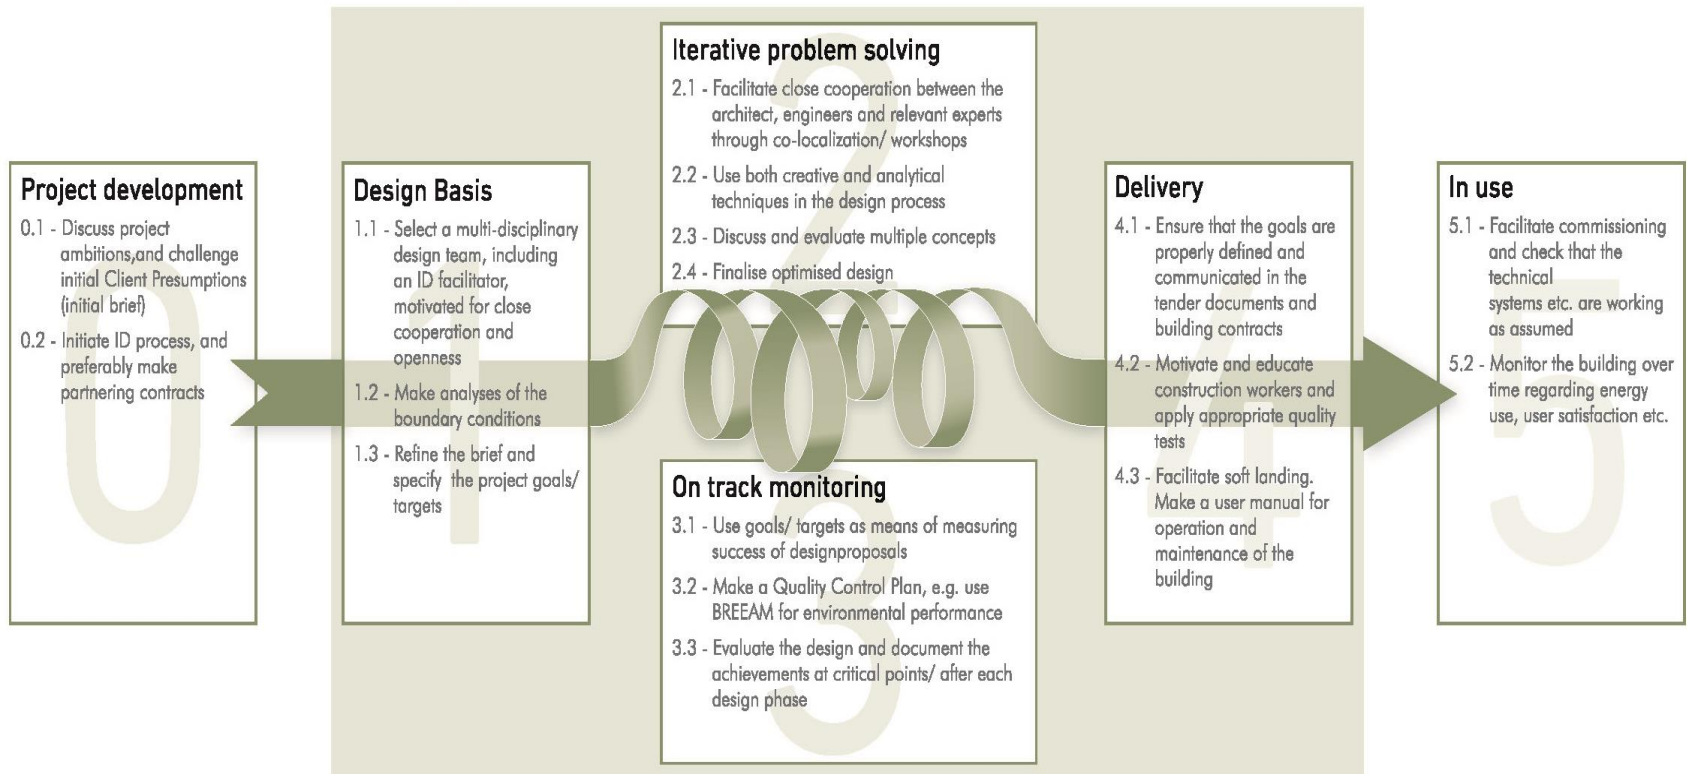 Project development
0.1 - Discuss project
ambitions,and challenge
initial Client Presumptions
(initial brief)
0.2 - Initiate ID process, and
preferably make
partnering contracts
0
Design Basis
1.1 - Select a multi-disciplinary
design team, including
an ID facilitator,
motivated for close
cooperation and
openness
1.2 - Make analyses of the
boundary conditions
1.3 - Refine the brief and
specify the project goals/
targets
1
Iterative problem solving
2.1 - Facilitate close cooperation between the
architect, engineers and relevant experts
through co-localization/ workshops
2.2 - Use both creative and analytical
techniques in the design process
2.3 - Discuss and evaluate multiple concepts
2.4 - Finalise optimised design
2
On track monitoring
3.1 - Use goals/ targets as means of measuring
success of designproposals
3.2 - Make a Quality Control Plan, e.g. use
BREEAM for environmental performance
3.3 - Evaluate the design and document the
achievements at critical points/ after each
design phase
3
Delivery
4.1 - Ensure that the goals are
properly defined and
communicated in the
tender documents and
building contracts
4.2 - Motivate and educate
construction workers and
apply appropriate quality
tests
4.3 - Facilitate soft landing.
Make a user manual for
operation and
maintenance of the
building
4
In use
5.1 - Facilitate commissioning
and check that the
technical
systems etc. are working
as assumed
5.2 - Monitor the building over
time regarding energy
use, user satisfaction etc.
5